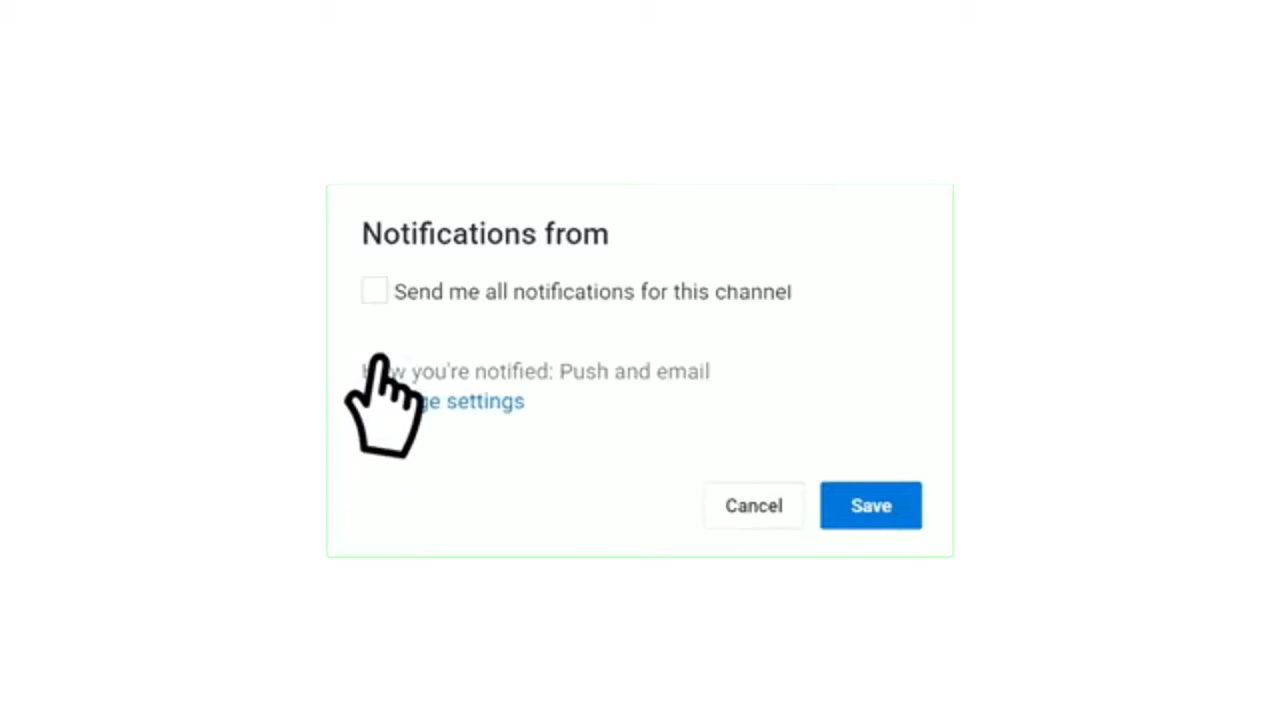 Notifications from
Send me all notifications for this channel
you're notified: Push and email
settings
Cancel
Save